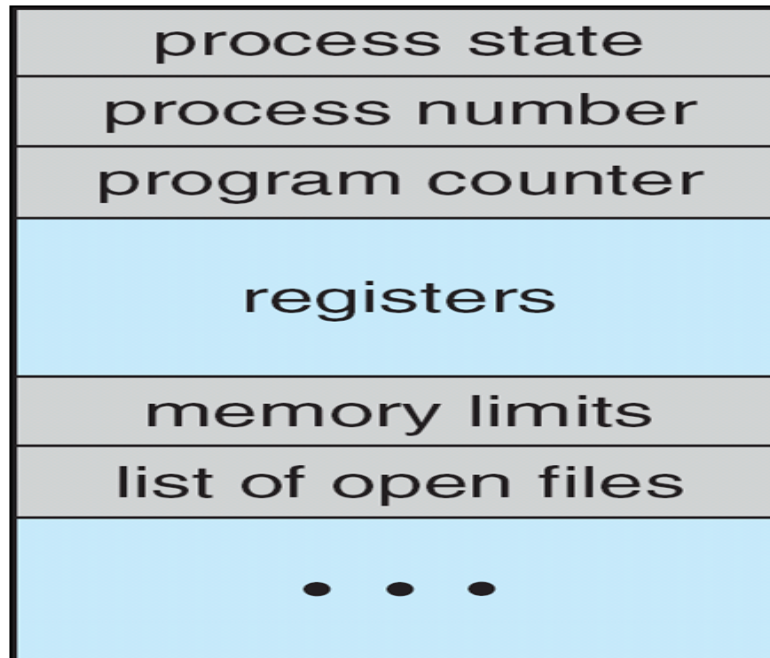 process state
process number
program counter
registers
memory limits
list of open files
• • •